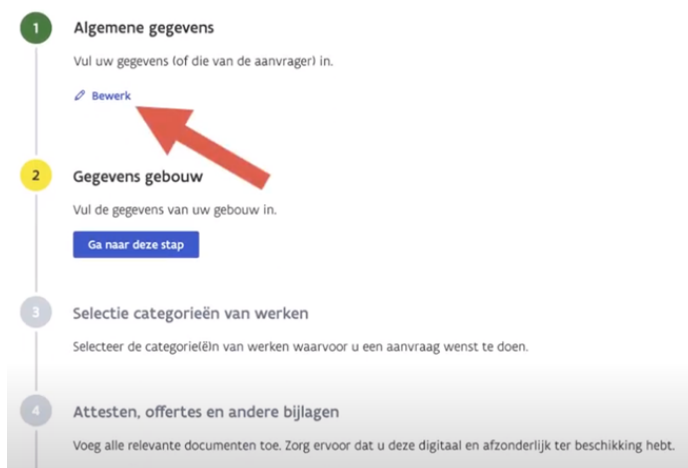 1
Algemene gegevens
Vul uw gegevens (of die van de aanvrager) in.
Bewerk
2
Gegevens gebouw
Vul de gegevens van uw gebouw in.
Ga naar deze stap
3
Selectie categorieën van werken
Selecteer de categorie(ë)n van werken waarvoor u een aanvraag wenst te doen.
4
Attesten, offertes en andere bijlagen
Voeg alle relevante documenten toe. Zorg ervoor dat u deze digitaal en afzonderlijk ter beschikking hebt.